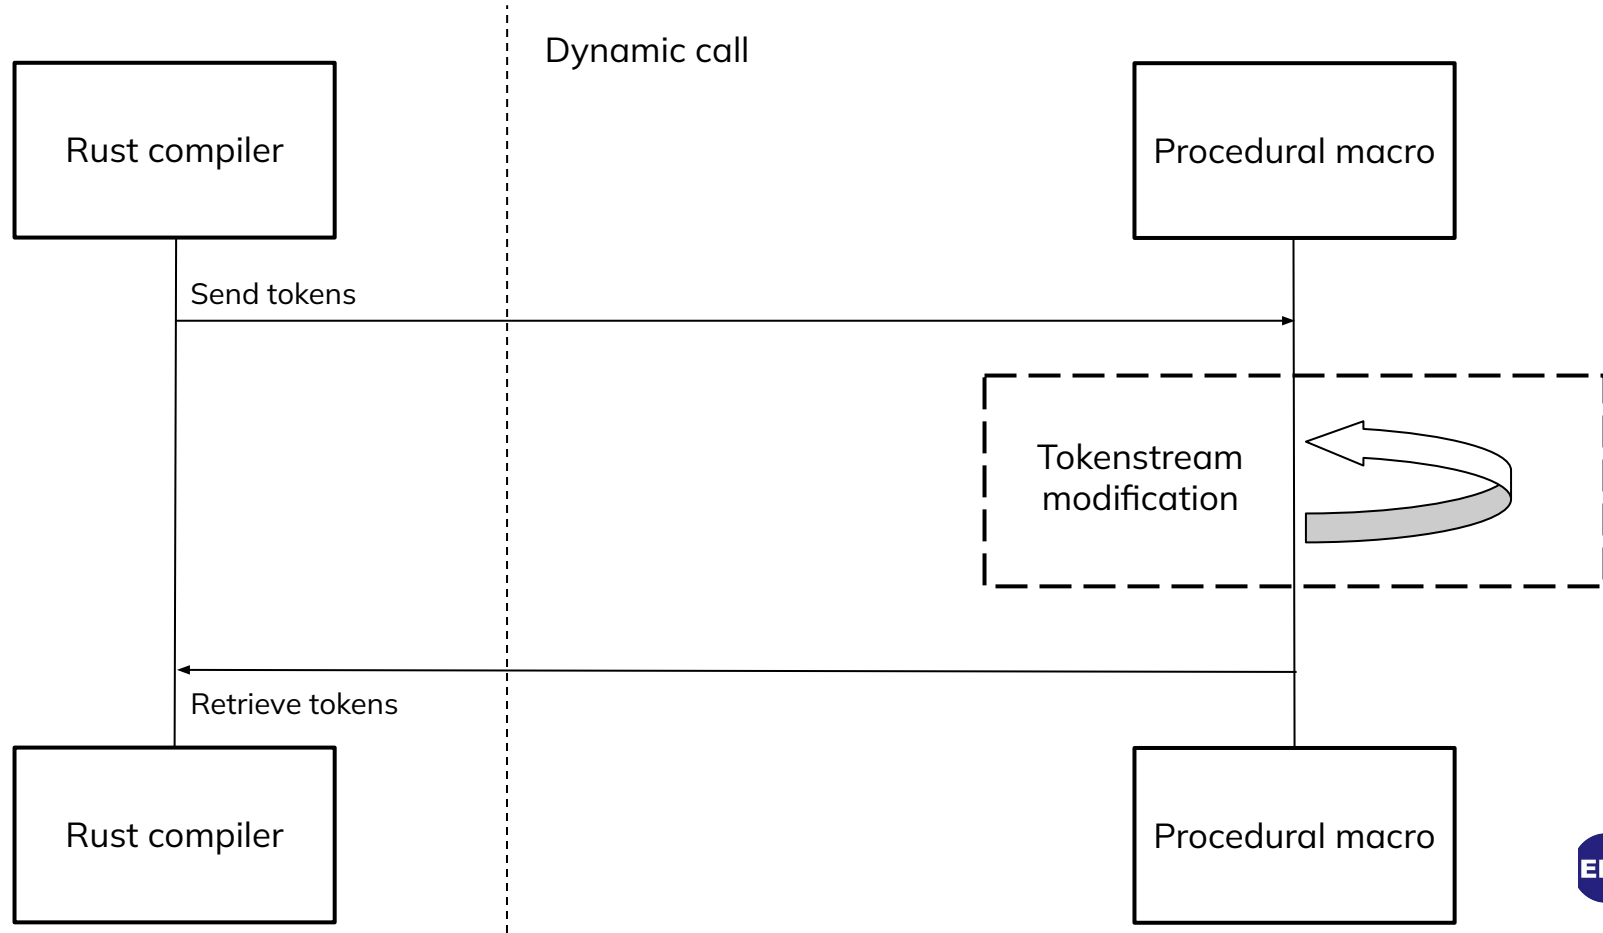 Dynamic call
Rust compiler
Procedural macro
Send tokens
Tokenstream
modification
Retrieve tokens
Rust compiler
Procedural macro